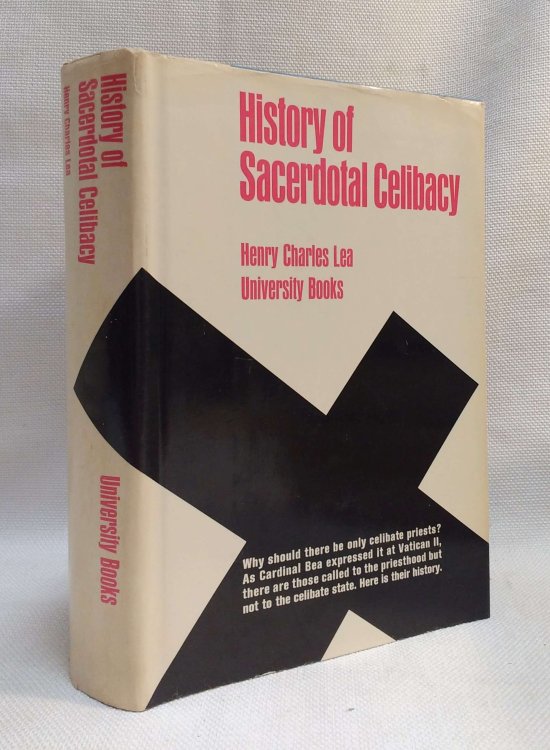 History of
Sacerdotal Celibacy
Henry Charles Lea
University Books
History of
Sacerdotal Celibacy
Henry Charles Lea
University Books
Why should there be only celibate priests?
As Cardinal Bea expressed it at Vatican II,
there are those called to the priesthood but
not to the celibate state. Here is their history.